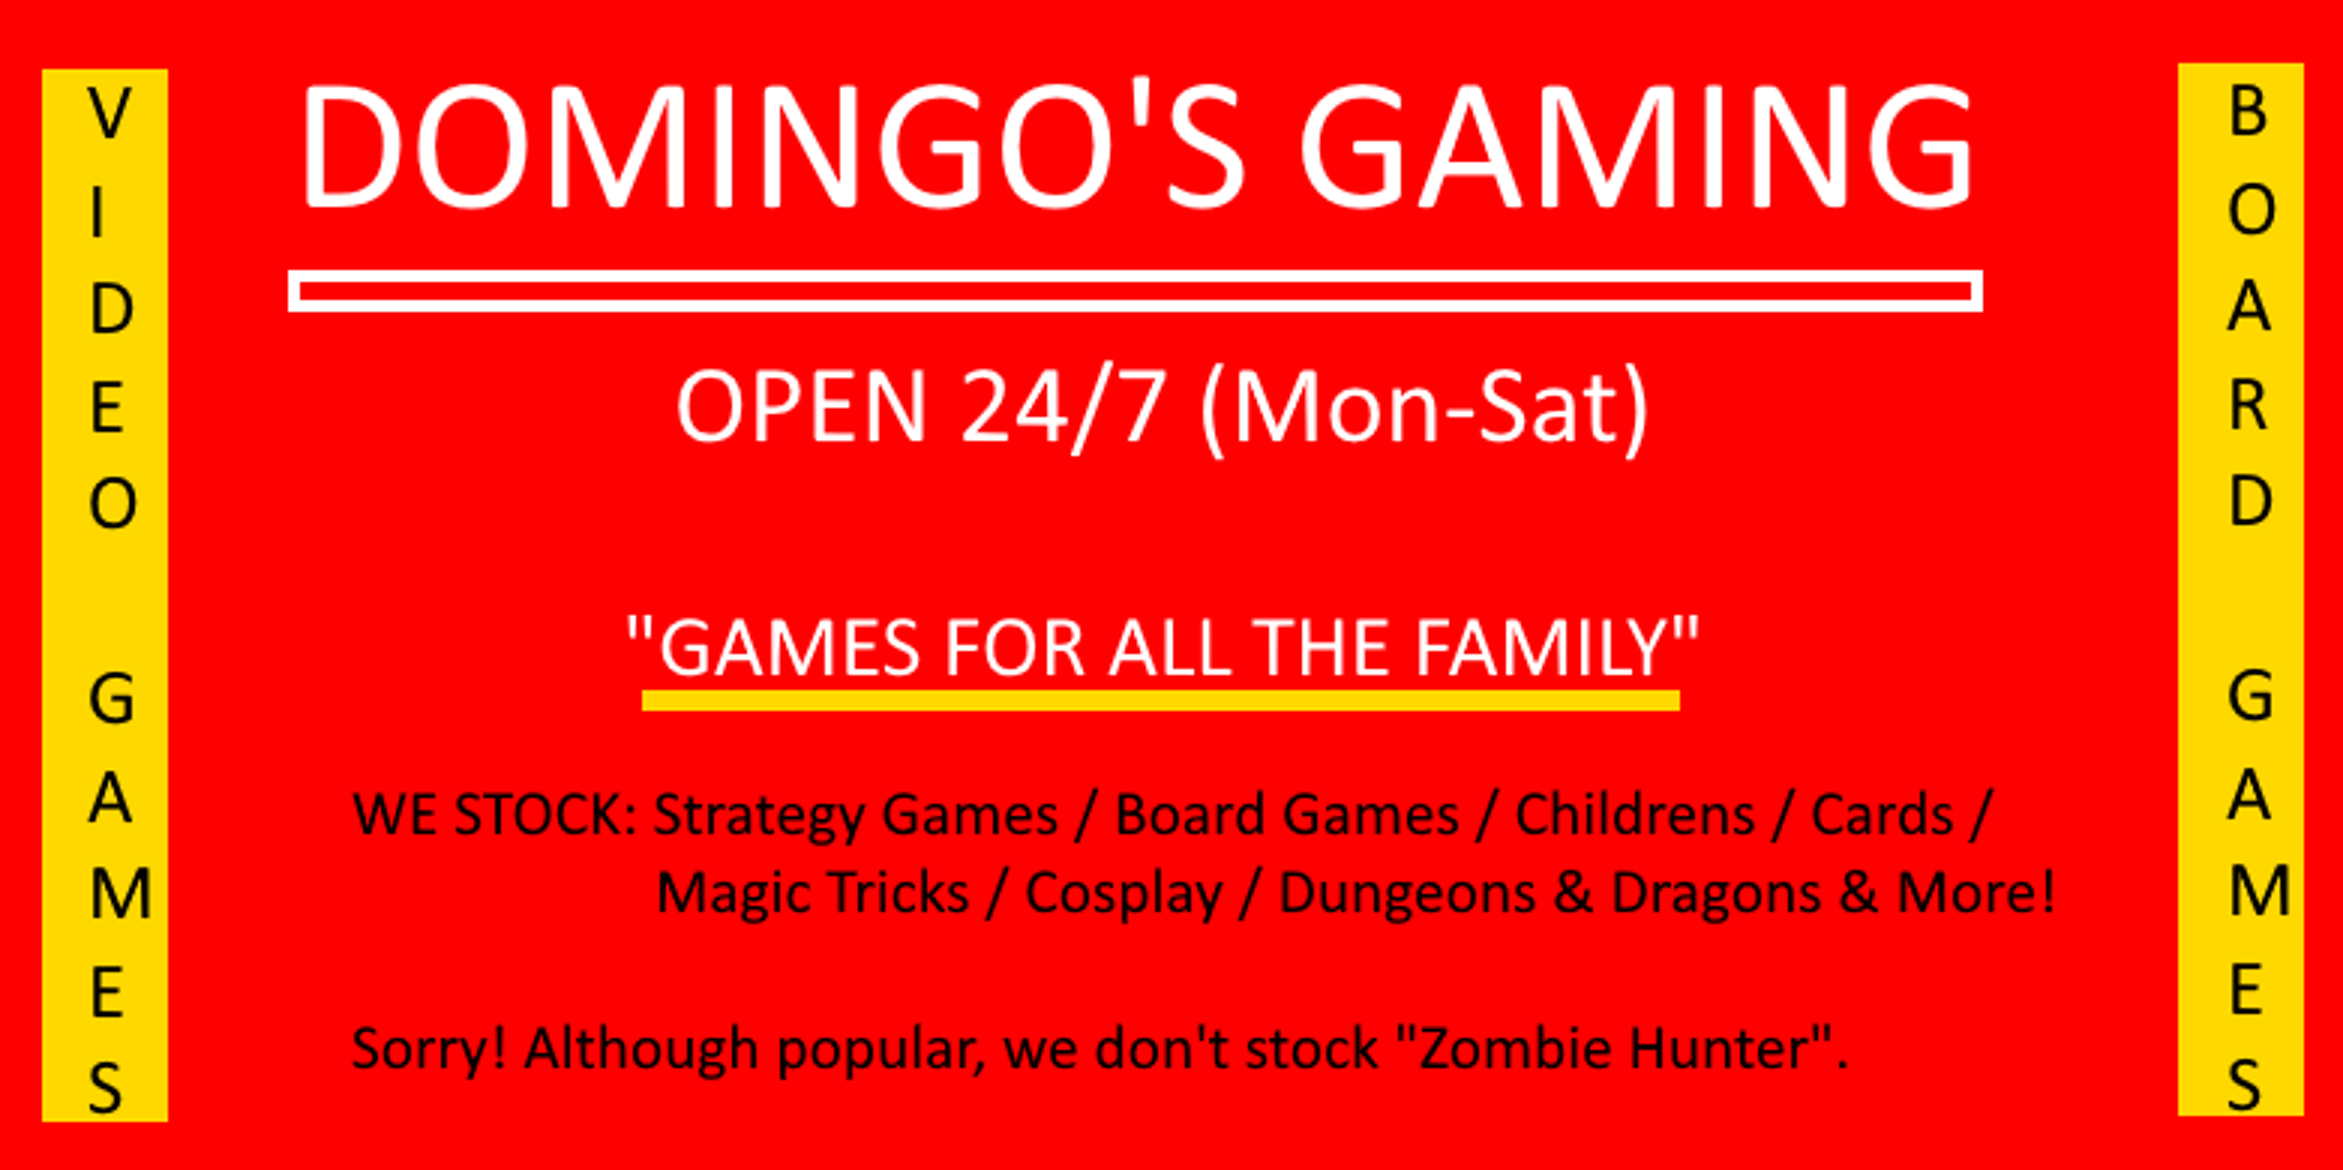 DOMINGO'S GAMING
OPEN 24/7 (Mon-Sat)
"GAMES FOR ALL THE FAMILY"
WE STOCK: Strategy Games / Board Games / Childrens / Cards /
Magic Tricks / Cosplay / Dungeons & Dragons & More!
Sorry! Although popular, we don't stock "Zombie Hunter".
VIDEO GAMES
BOARD GAMES